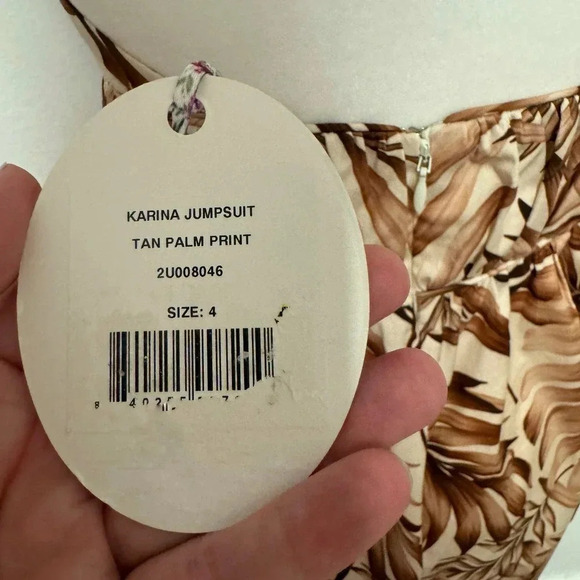 KARINA JUMPSUIT
TAN PALM PRINT
2U008046
SIZE: 4